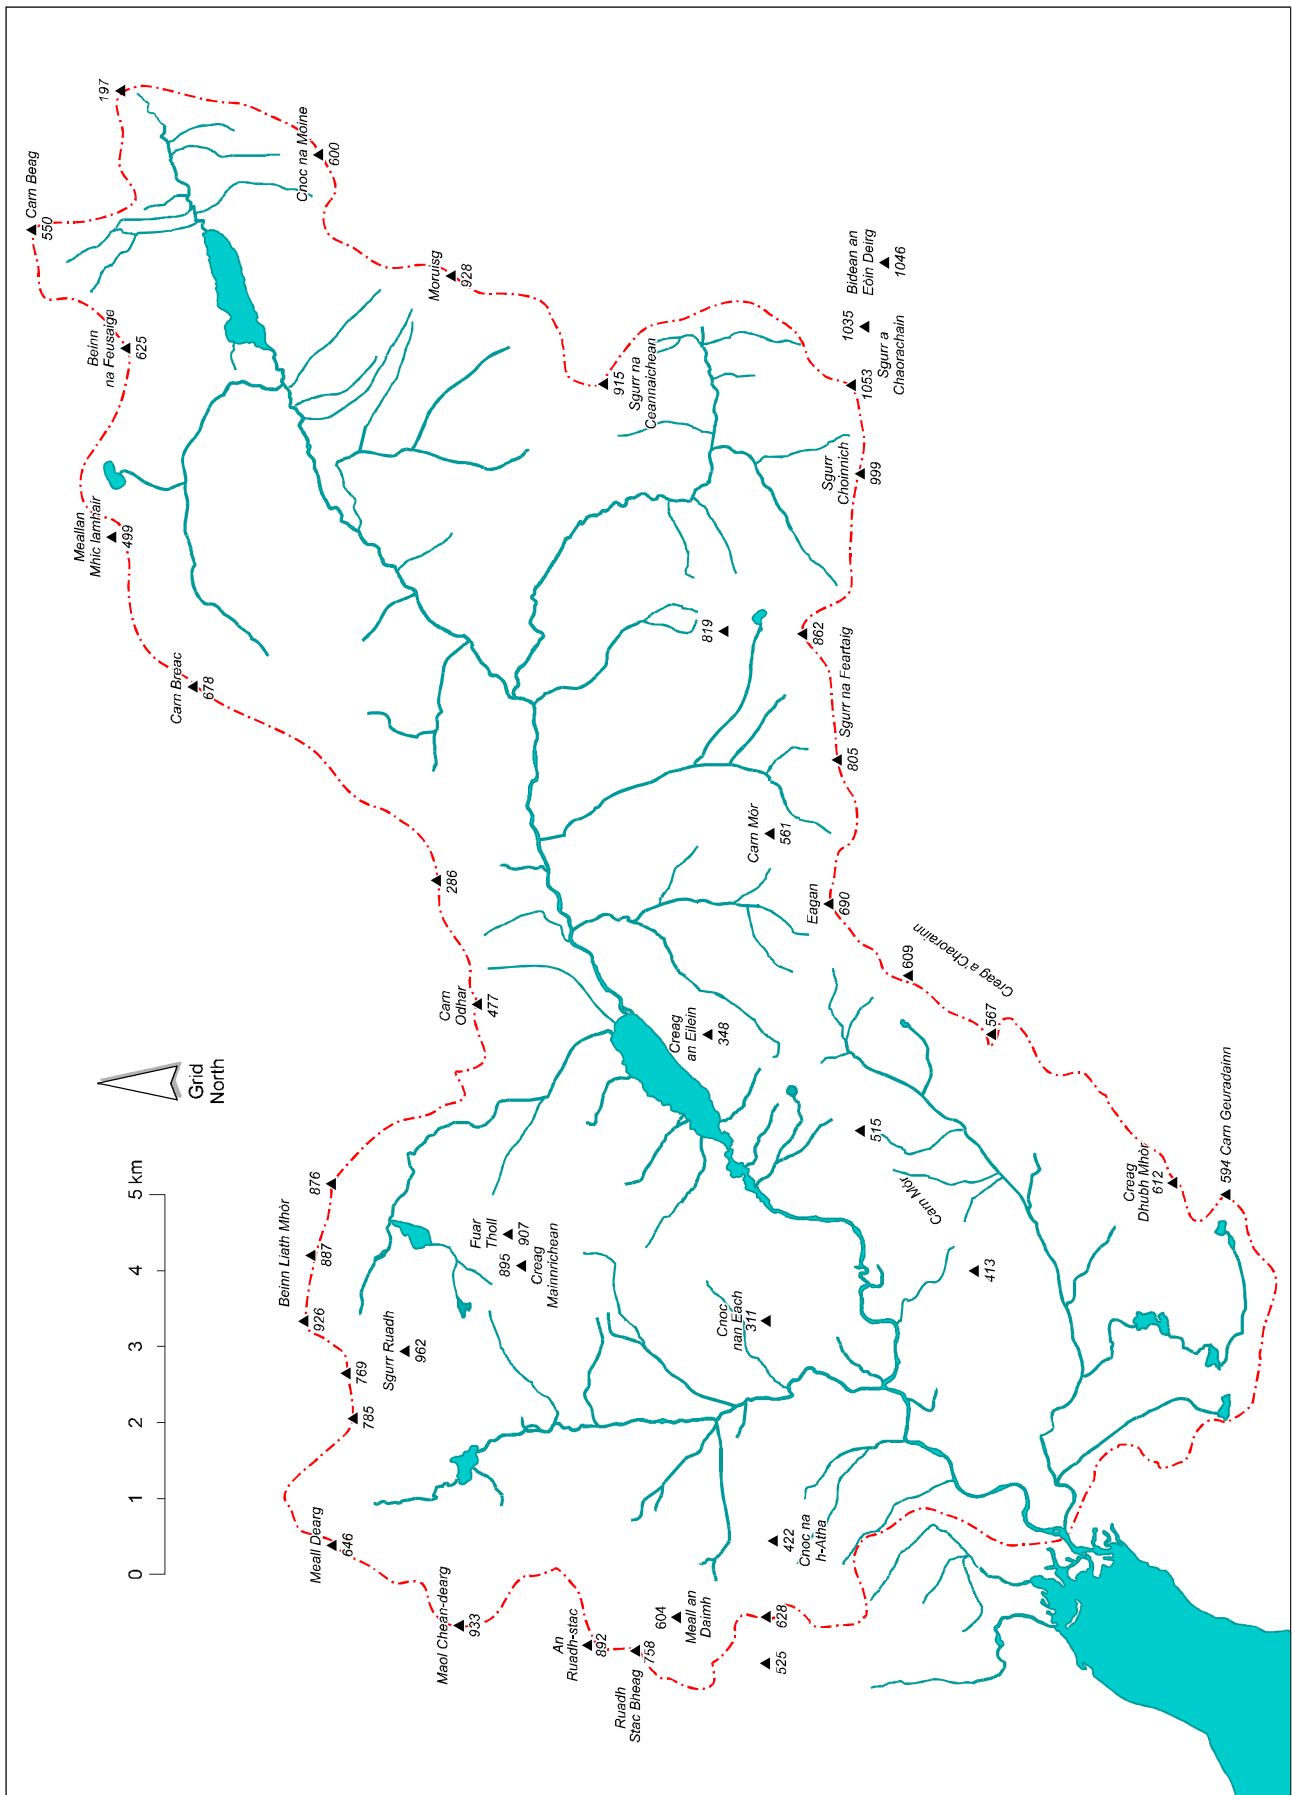 197
Carn Beag
550
Cnoc na Mòine
600
Beinn
na Feusaige
625
Moruisg
928
Bidean an
Eòin Deirg
1046
1035
Sgurr a
Chaorachain
1053
915
Sgurr na
Ceannaichean
Sgurr
Choinnich
999
Meallan
Mhic Iamhair
499
Carn Breac
678
819
862
Sgurr na Feartaig
805
Carn Mòr
561
286
Eagan
690
609
Creag a'Chaorainn
567
Carn
Odhar
477
Creag
an Eilein
348
Grid
North
5 km
4
3
2
1
0
876
Beinn Liath Mhòr
887
926
769
785
Sgurr Ruadh
962
Fuar
Tholl
907
895
Creag
Mainnrichean
515
Carn Mòr
413
Cnoc
nan Each
311
Creag
Dhubh Mhòr
612
594 Carn Geuradainn
Meall Dearg
646
Maol Chean-dearg
933
An
Ruadh-stac
892
758
Ruadh
Stac Bheag
604
Meall an
Daimh
628
525
422
Cnoc na
h-Atha